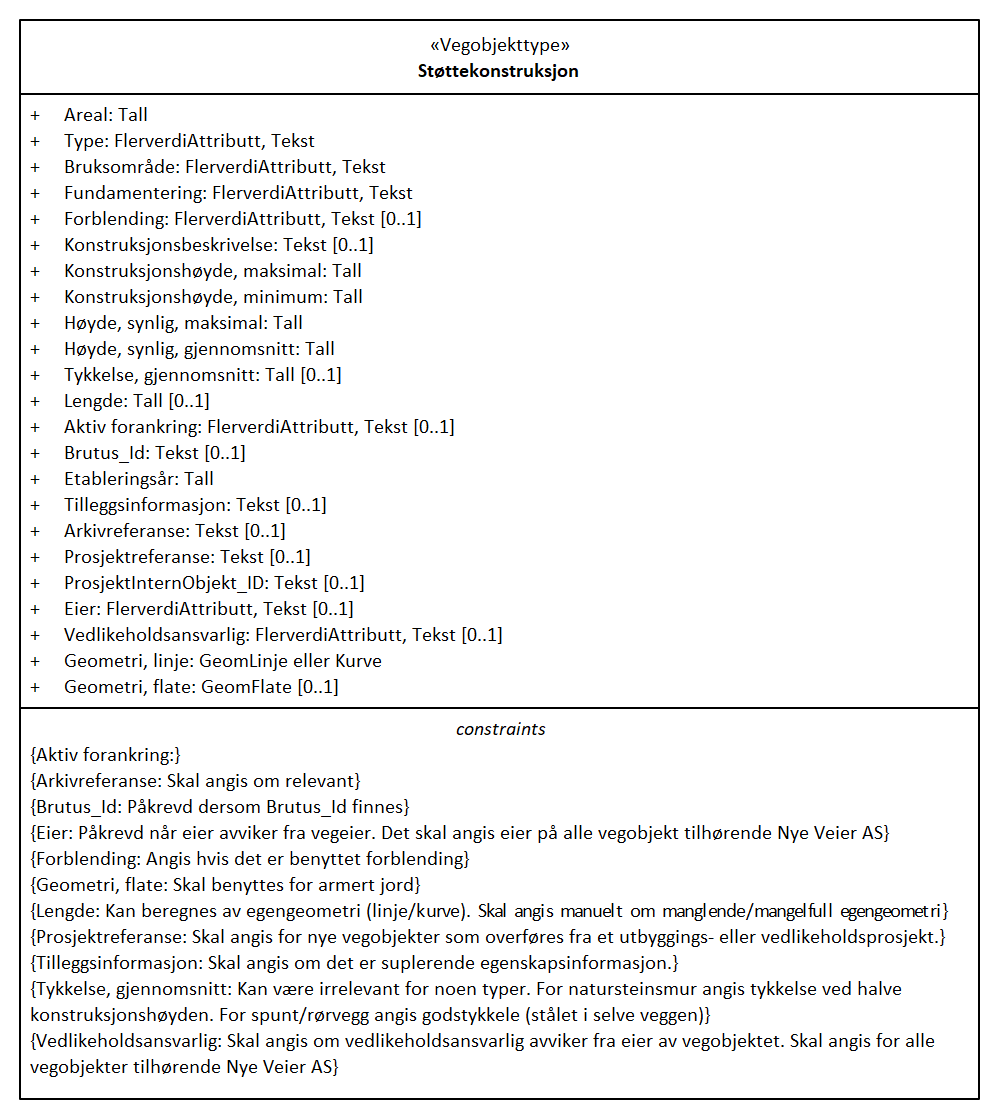 «Vegobjekttype»
Støttekonstruksjon
+ Areal: Tall
+ Type: FlerverdiAttributt, Tekst
+ Bruksområde: FlerverdiAttributt, Tekst
+ Fundamentering: FlerverdiAttributt, Tekst
+ Forblending: FlerverdiAttributt, Tekst [0..1]
+ Konstruksjonsbeskrivelse: Tekst [0..1]
+ Konstruksjonshøyde, maksimal: Tall
+ Konstruksjonshøyde, minimum: Tall
+ Høyde, synlig, maksimal: Tall
+ Høyde, synlig, gjennomsnitt: Tall
+ Tykkelse, gjennomsnitt: Tall [0..1]
+ Lengde: Tall [0..1]
+ Aktiv forankring: FlerverdiAttributt, Tekst [0..1]
+ Brutus_Id: Tekst [0..1]
+ Etableringsår: Tall
+ Tilleggsinformasjon: Tekst [0..1]
+ Arkivreferanse: Tekst [0..1]
+ Prosjektreferanse: Tekst [0..1]
+ ProsjektInternObjekt_ID: Tekst [0..1]
+ Eier: FlerverdiAttributt, Tekst [0..1]
+ Vedlikeholdsansvarlig: FlerverdiAttributt, Tekst [0..1]
+ Geometri, linje: GeomLinje eller Kurve
+ Geometri, flate: GeomFlate [0..1]
constraints
{Aktiv forankring:}
{Arkivreferanse: Skal angis om relevant}
{Brutus_Id: Påkrevd dersom Brutus_Id finnes}
{Eier: Påkrevd når eier avviker fra vegeier. Det skal angis eier på alle vegobjekt tilhørende Nye Veier AS}
{Forblending: Angis hvis det er benyttet forblending}
{Geometri, flate: Skal benyttes for armert jord}
{Lengde: Kan beregnes av egengeometri (linje/kurve). Skal angis manuelt om manglende/mangelfull egengeometri}
{Prosjektreferanse: Skal angis for nye vegobjekter som overføres fra et utbyggings- eller vedlikeholdsprosjekt.}
{Tilleggsinformasjon: Skal angis om det er suplerende egenskapsinformasjon.}
{Tykkelse, gjennomsnitt: Kan være irrelevant for noen typer. For natursteinsmur angis tykkelse ved halve
konstruksjonshøyden. For spunt/rørvegg angis godstykkele (stålet i selve veggen)}
{Vedlikeholdsansvarlig: Skal angis om vedlikeholdsansvarlig avviker fra eier av vegobjektet. Skal angis for alle
vegobjekter tilhørende Nye Veier AS}